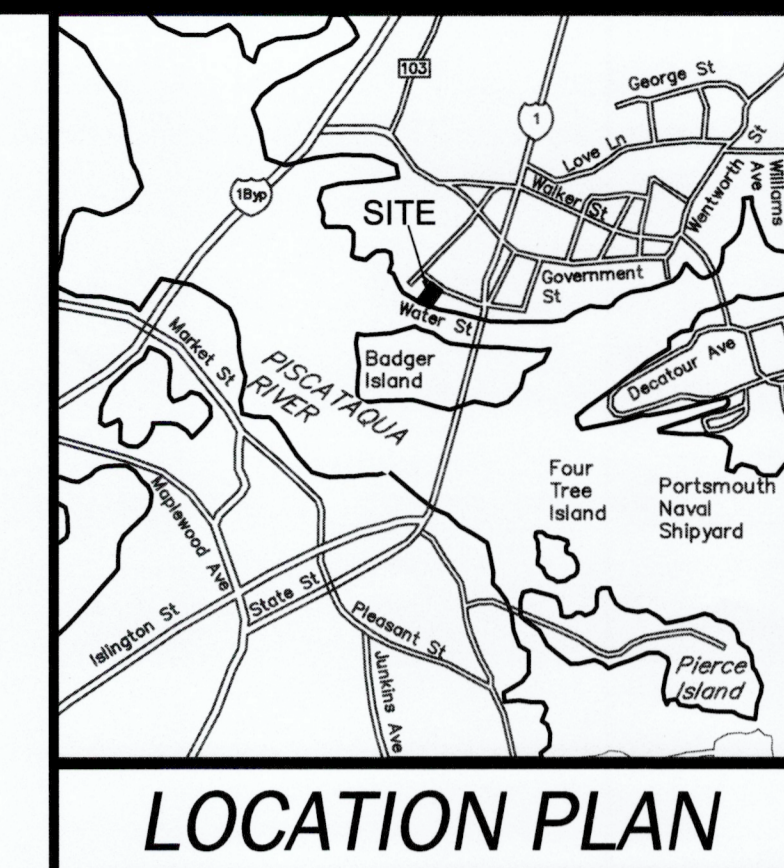 103
George St
1
Love Ln
St
Williams
Ave
1Byp
Walker St
Wentworth
SITE
Government
St
Water St
Market St
PISCATAQUA
RIVER
Badger
Island
Decatour Ave
Four
Tree
Island
Portsmouth
Naval
Shipyard
Maplewood Ave
State St
Islington St
Pleasant St
Junkins Ave
Pierce
Island
LOCATION PLAN